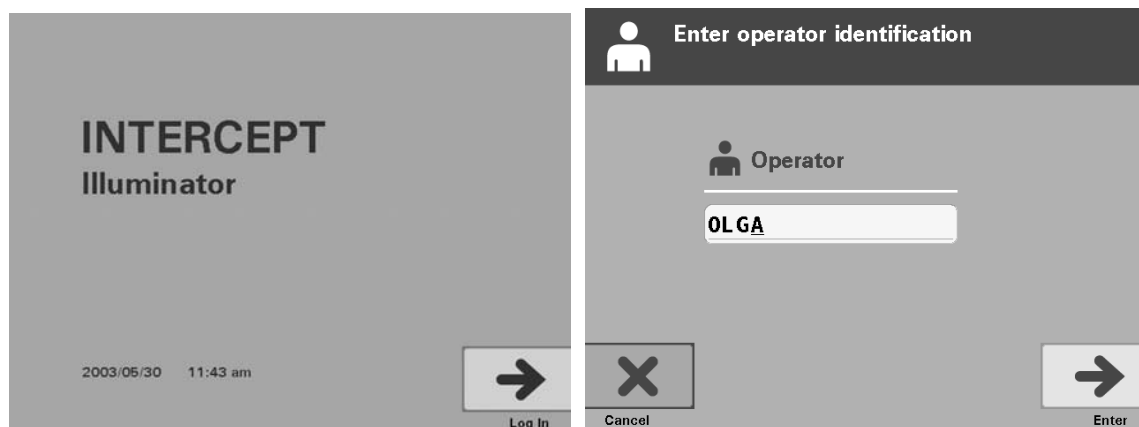 INTERCEPT
Illuminator
2003/05/30 11:43 am
Log In
Enter operator identification
Operator
OLGA
Cancel
Enter